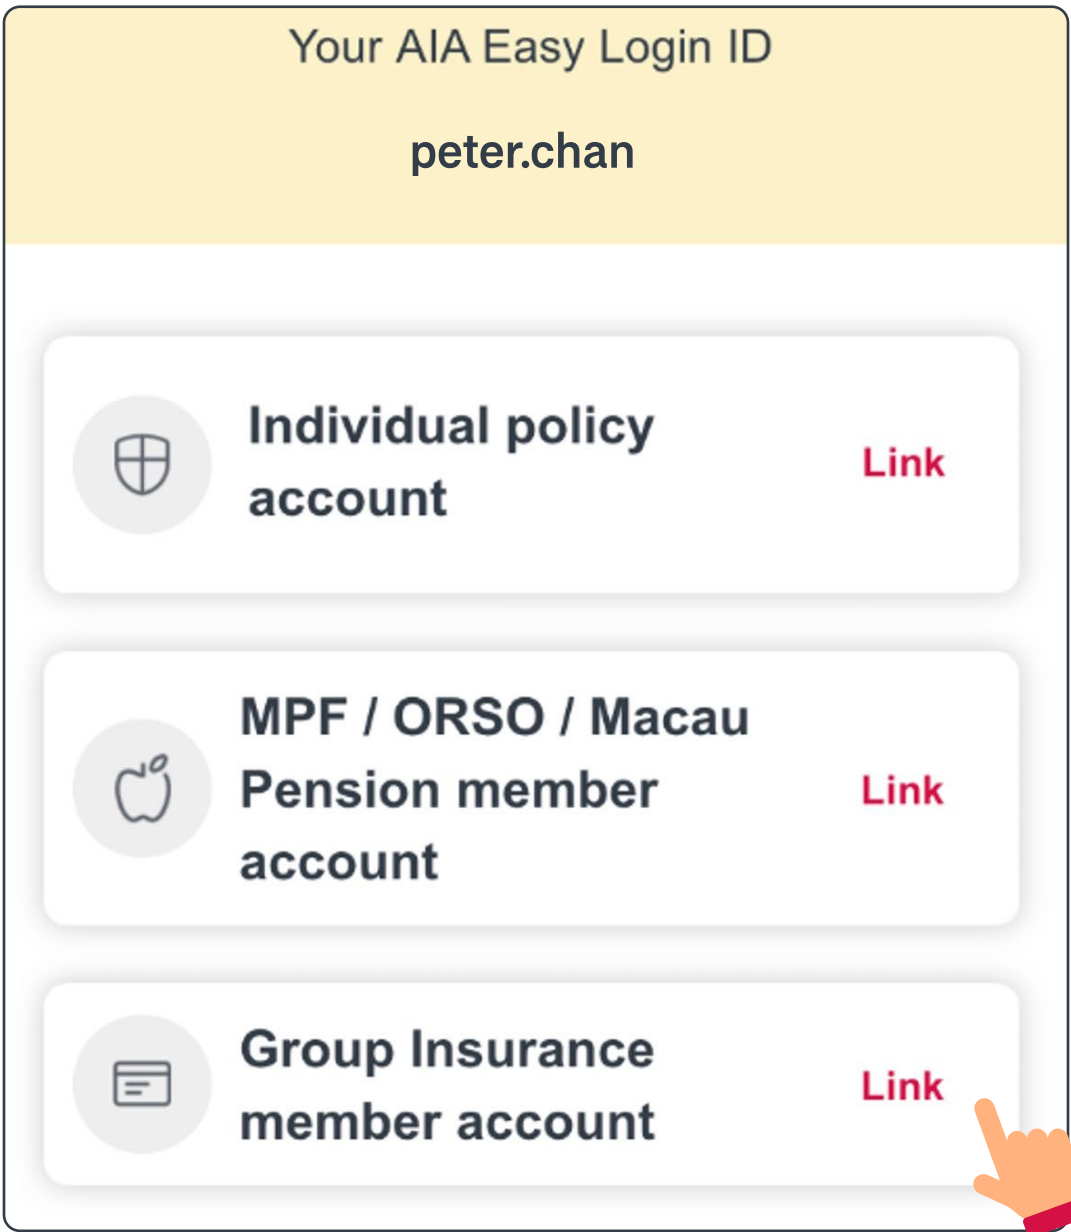 Your AIA Easy Login ID
peter.chan
Individual policy
account
Link
MPF / ORSO / Macau
Pension member
account
Link
Group Insurance
member account
Link